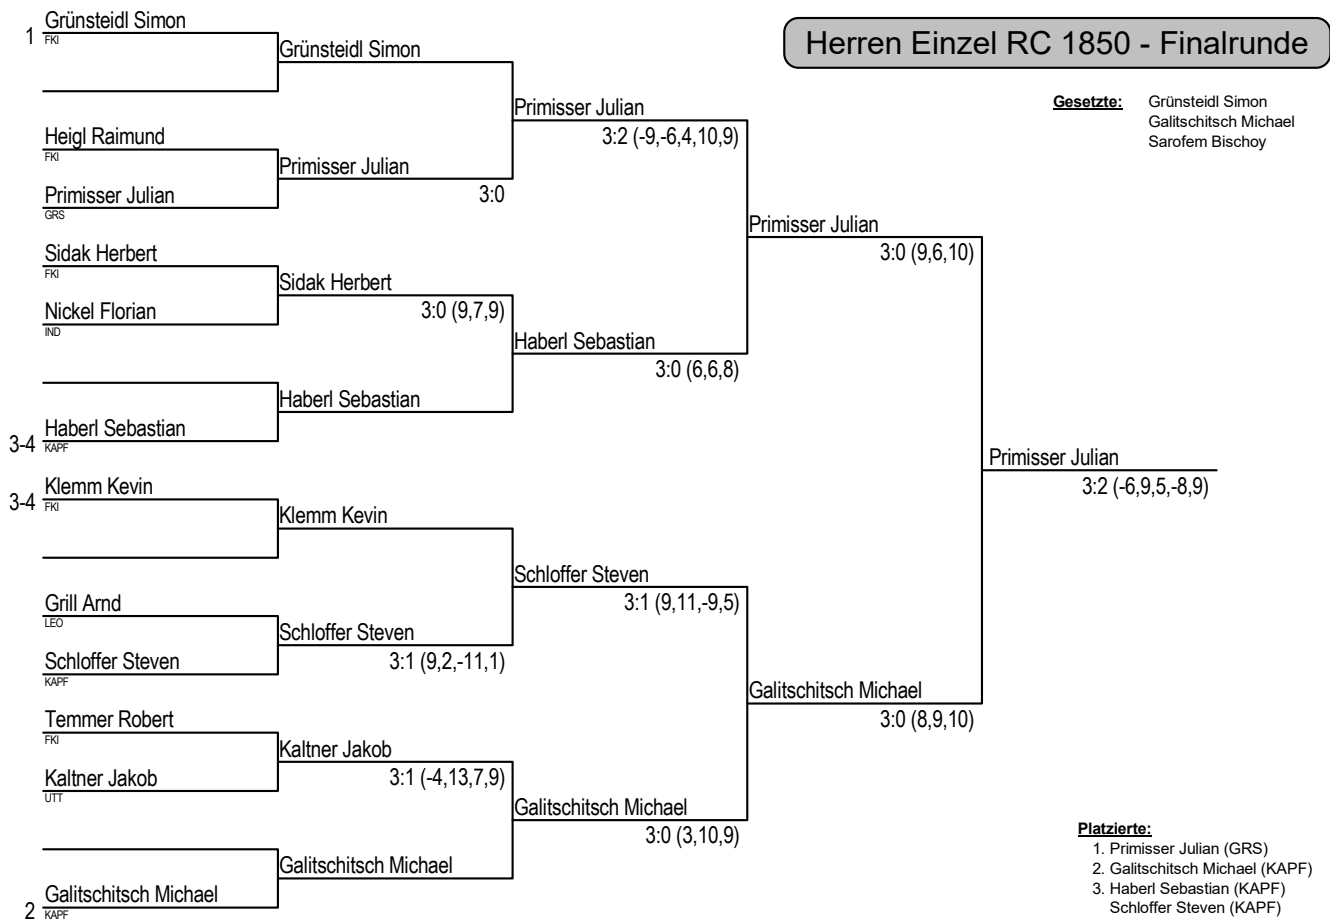 Herren Einzel RC 1850 - Finalrunde
Gesetzte: Grünsteidl Simon
Galitschitsch Michael
Sarofem Bischoy
1 Grünsteidl Simon
FKI
Grünsteidl Simon
Primisser Julian
3:2 (-9,-6,4,10,9)
Heigl Raimund
FKI
Primisser Julian
3:0
Primisser Julian
GRS
Primisser Julian
3:0 (9,6,10)
Sidak Herbert
FKI
Sidak Herbert
3:0 (9,7,9)
Nickel Florian
IND
Haberl Sebastian
3:0 (6,6,8)
Haberl Sebastian
3-4 Haberl Sebastian
KAPF
Primisser Julian
3:2 (-6,9,5,-8,9)
3-4 Klemm Kevin
FKI
Klemm Kevin
Schloffer Steven
3:1 (9,11,-9,5)
Grill Arnd
LEO
Schloffer Steven
3:1 (9,2,-11,1)
Schloffer Steven
KAPF
Galitschitsch Michael
3:0 (8,9,10)
Temmer Robert
FKI
Kaltner Jakob
3:1 (-4,13,7,9)
Kaltner Jakob
UTT
Galitschitsch Michael
3:0 (3,10,9)
Galitschitsch Michael
2 Galitschitsch Michael
KAPF
Platzierte:
1. Primisser Julian (GRS)
2. Galitschitsch Michael (KAPF)
3. Haberl Sebastian (KAPF)
Schloffer Steven (KAPF)